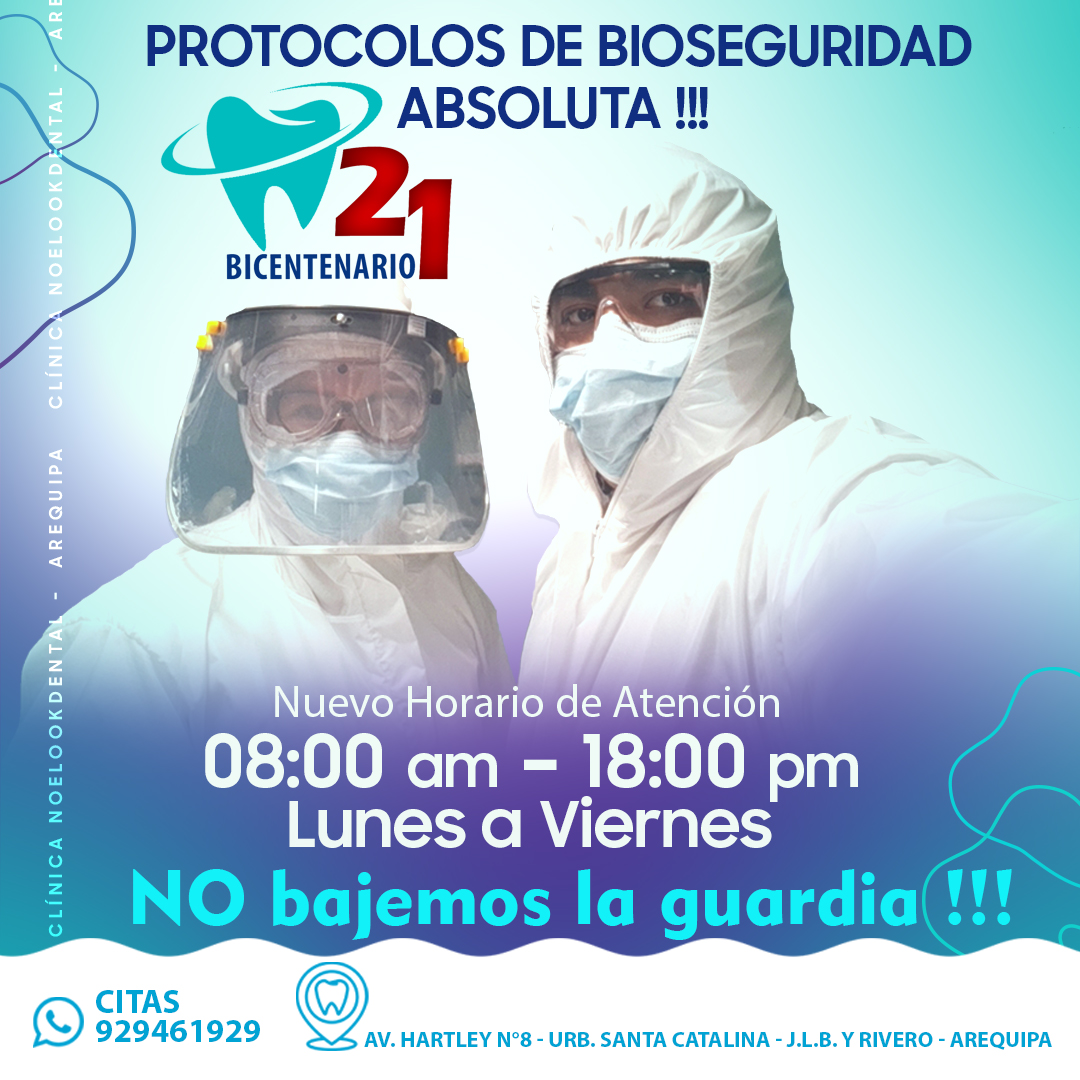 PROTOCOLOS DE BIOSEGURIDAD
ABSOLUTA !!!
21
BICENTENARIO
CLÍNICA NOELOOKDENTAL - AREQUIPA CLÍNICA NOELOOKDENTAL - ARE
Nuevo Horario de Atención
08:00 am – 18:00 pm
Lunes a Viernes
NO bajemos la guardia !!!
CITAS
929461929
AV. HARTLEY N°8 - URB. SANTA CATALINA - J.L.B. Y RIVERO - AREQUIPA